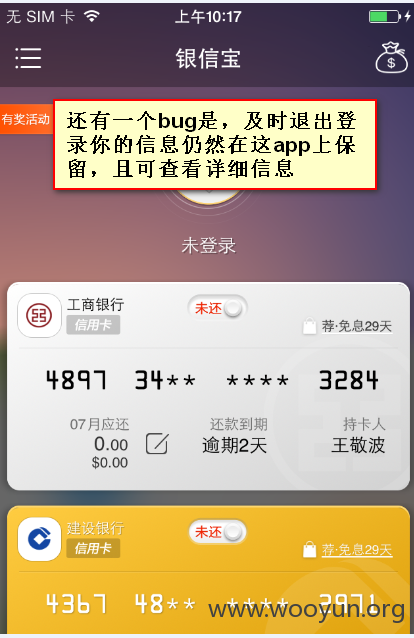 无 SIM 卡 上午10:17
银信宝
有奖活动
还有一个bug是，及时退出登
录你的信息仍然在这app上保
留，且可查看详细信息
未登录
工商银行 未还
信用卡 荐·免息29天
4897 34** **** 3284
07月应还 还款到期 持卡人
0.00 逾期2天 王敬波
$0.00
建设银行 未还
信用卡 荐·免息29天
4367 48** **** 2971
www.wooyun.org